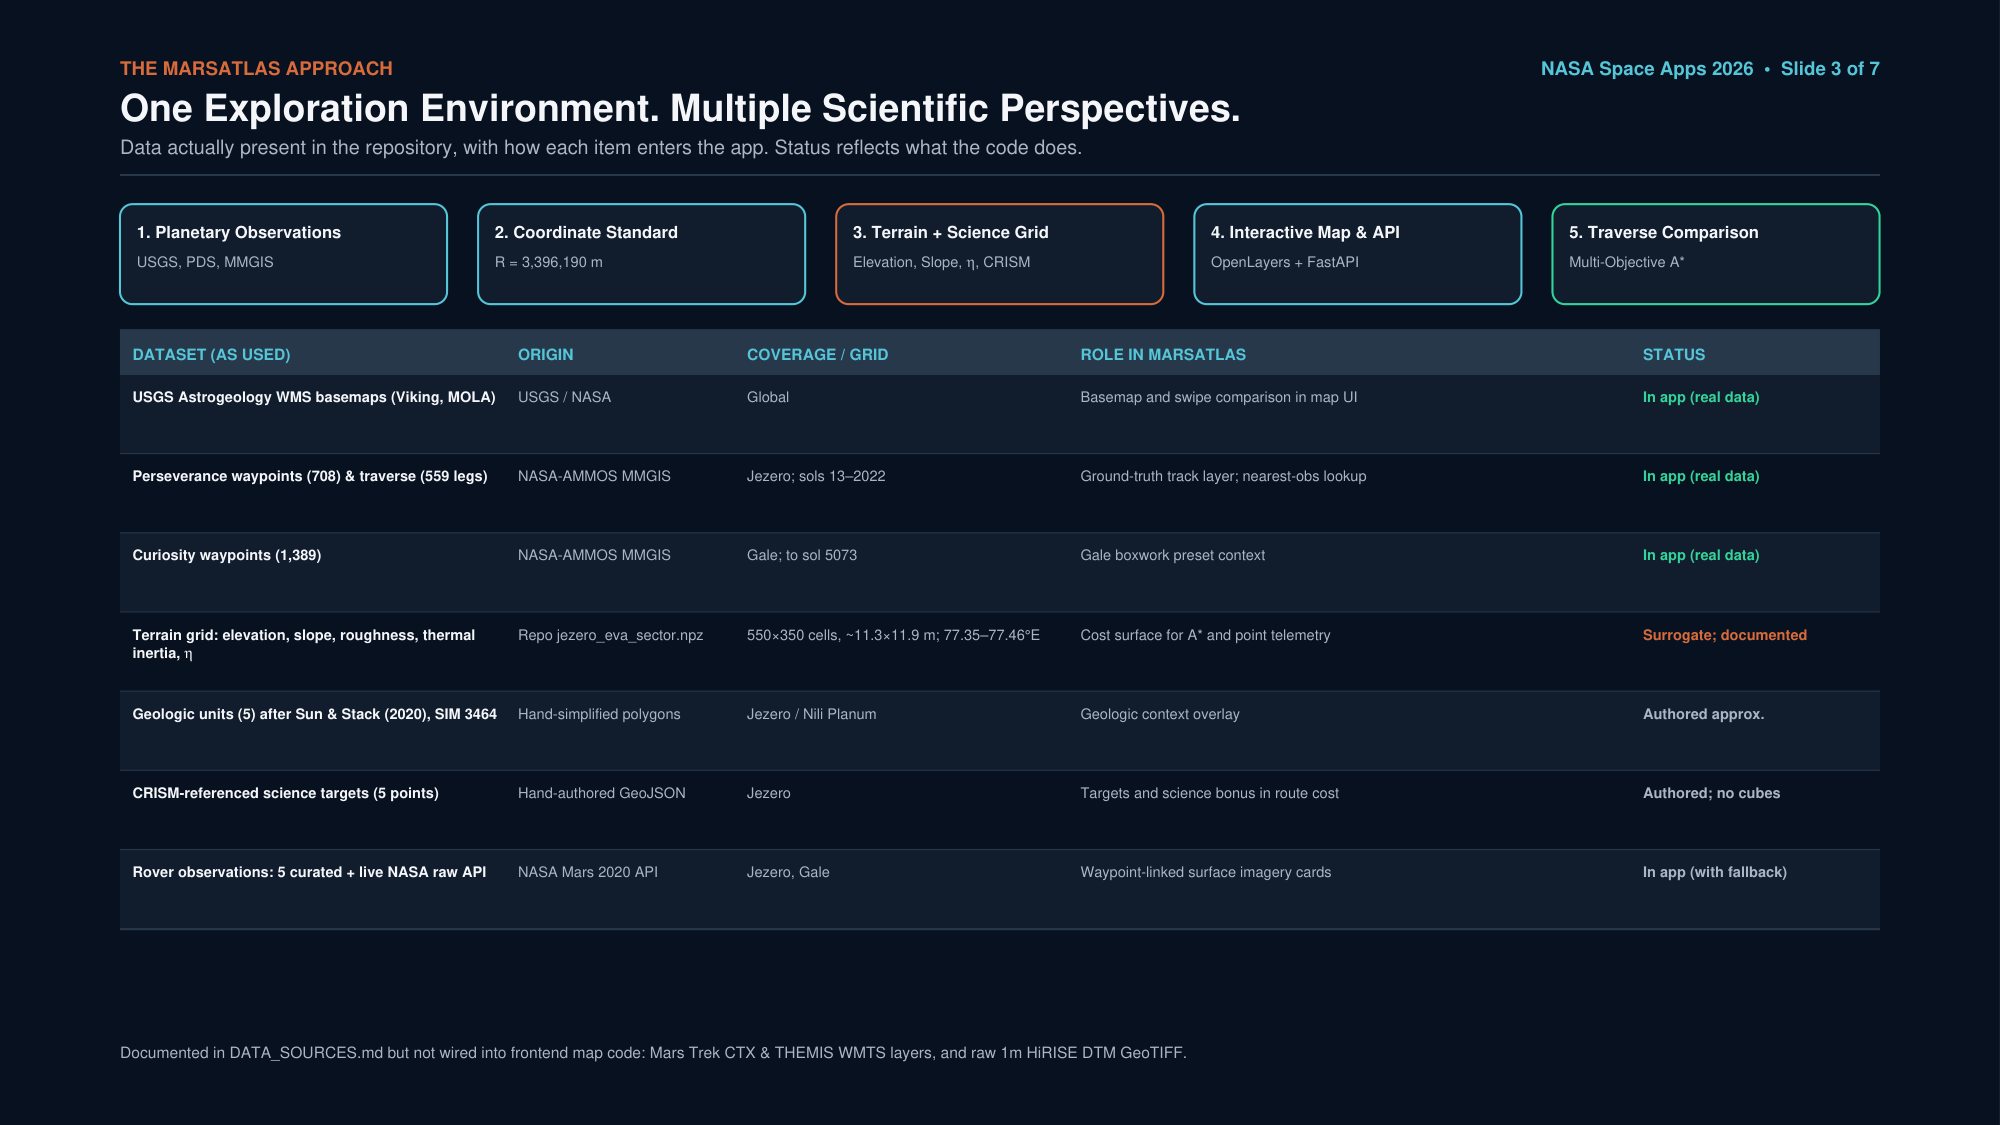 THE MARSATLAS APPROACH
NASA Space Apps 2026 • Slide 3 of 7
One Exploration Environment. Multiple Scientific Perspectives.
Data actually present in the repository, with how each item enters the app. Status reflects what the code does.
1. Planetary Observations
USGS, PDS, MMGIS
2. Coordinate Standard
R = 3,396,190 m
3. Terrain + Science Grid
Elevation, Slope, η, CRISM
4. Interactive Map & API
OpenLayers + FastAPI
5. Traverse Comparison
Multi-Objective A*
DATASET (AS USED) ORIGIN COVERAGE / GRID ROLE IN MARSATLAS STATUS
USGS Astrogeology WMS basemaps (Viking, MOLA) USGS / NASA Global Basemap and swipe comparison in map UI In app (real data)
Perseverance waypoints (708) & traverse (559 legs) NASA-AMMOS MMGIS Jezero; sols 13–2022 Ground-truth track layer; nearest-obs lookup In app (real data)
Curiosity waypoints (1,389) NASA-AMMOS MMGIS Gale; to sol 5073 Gale boxwork preset context In app (real data)
Terrain grid: elevation, slope, roughness, thermal Repo jezero_eva_sector.npz 550×350 cells, ~11.3×11.9 m; 77.35–77.46°E Cost surface for A* and point telemetry Surrogate; documented
inertia, η
Geologic units (5) after Sun & Stack (2020), SIM 3464 Hand-simplified polygons Jezero / Nili Planum Geologic context overlay Authored approx.
CRISM-referenced science targets (5 points) Hand-authored GeoJSON Jezero Targets and science bonus in route cost Authored; no cubes
Rover observations: 5 curated + live NASA raw API NASA Mars 2020 API Jezero, Gale Waypoint-linked surface imagery cards In app (with fallback)
Documented in DATA_SOURCES.md but not wired into frontend map code: Mars Trek CTX & THEMIS WMTS layers, and raw 1m HiRISE DTM GeoTIFF.